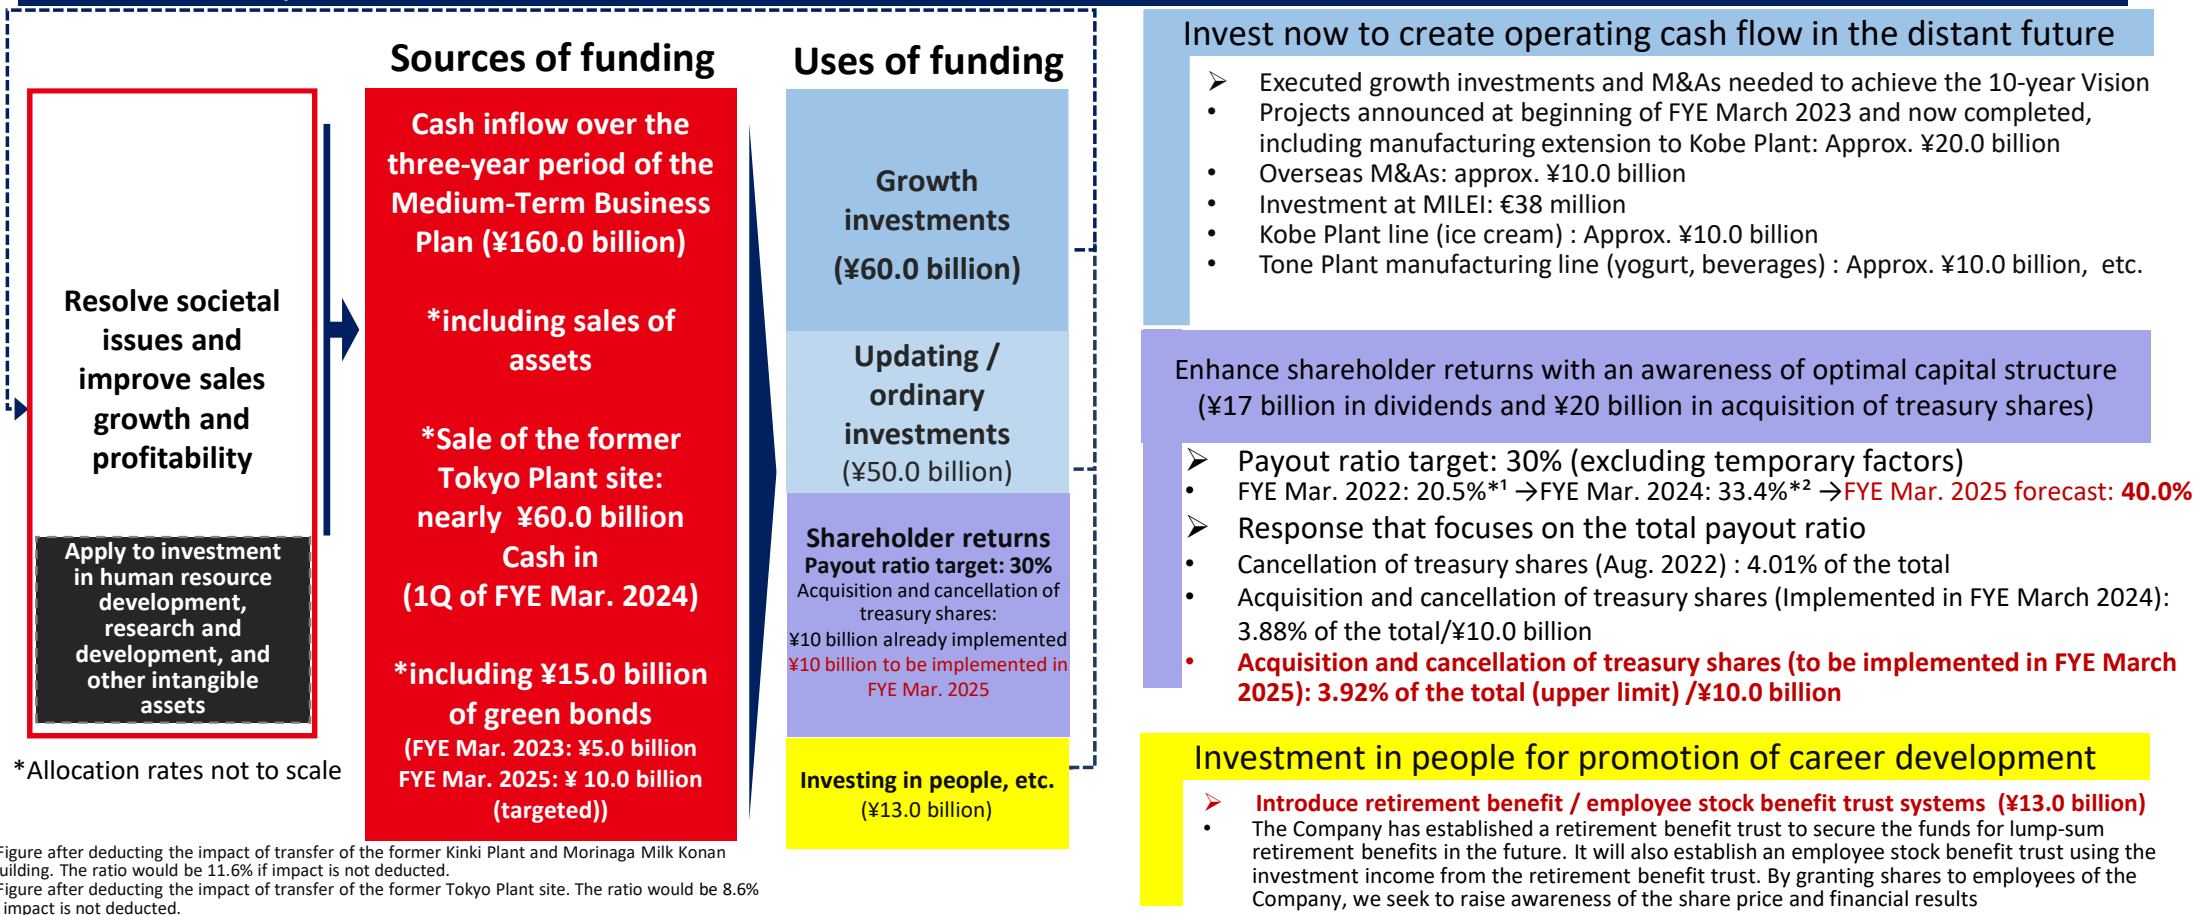 Sources of funding
Uses of funding
Resolve societal
issues and
improve sales
growth and
profitability
Apply to investment
in human resource
development,
research and
development, and
other intangible
assets
*Allocation rates not to scale
Cash inflow over the
three-year period of the
Medium-Term Business
Plan (¥160.0 billion)
*including sales of
assets
*Sale of the former
Tokyo Plant site:
nearly ¥60.0 billion
Cash in
(1Q of FYE Mar. 2024)
*including ¥15.0 billion
of green bonds
(FYE Mar. 2023: ¥5.0 billion
FYE Mar. 2025: ¥ 10.0 billion
(targeted))
Growth
investments
(¥60.0 billion)
Updating /
ordinary
investments
(¥50.0 billion)
Shareholder returns
Payout ratio target: 30%
Acquisition and cancellation of
treasury shares:
¥10 billion already implemented
¥10 billion to be implemented in
FYE Mar. 2025
Investing in people, etc.
(¥13.0 billion)
Invest now to create operating cash flow in the distant future
➢ Executed growth investments and M&As needed to achieve the 10-year Vision
• Projects announced at beginning of FYE March 2023 and now completed,
including manufacturing extension to Kobe Plant: Approx. ¥20.0 billion
• Overseas M&As: approx. ¥10.0 billion
• Investment at MILEI: €38 million
• Kobe Plant line (ice cream) : Approx. ¥10.0 billion
• Tone Plant manufacturing line (yogurt, beverages) : Approx. ¥10.0 billion, etc.
Enhance shareholder returns with an awareness of optimal capital structure
(¥17 billion in dividends and ¥20 billion in acquisition of treasury shares)
➢ Payout ratio target: 30% (excluding temporary factors)
• FYE Mar. 2022: 20.5%*¹ →FYE Mar. 2024: 33.4%*² →FYE Mar. 2025 forecast: 40.0%
➢ Response that focuses on the total payout ratio
• Cancellation of treasury shares (Aug. 2022) : 4.01% of the total
• Acquisition and cancellation of treasury shares (Implemented in FYE March 2024):
3.88% of the total/¥10.0 billion
• Acquisition and cancellation of treasury shares (to be implemented in FYE March
2025): 3.92% of the total (upper limit) /¥10.0 billion
Investment in people for promotion of career development
➢ Introduce retirement benefit / employee stock benefit trust systems (¥13.0 billion)
• The Company has established a retirement benefit trust to secure the funds for lump-sum
retirement benefits in the future. It will also establish an employee stock benefit trust using the
investment income from the retirement benefit trust. By granting shares to employees of the
Company, we seek to raise awareness of the share price and financial results
Figure after deducting the impact of transfer of the former Kinki Plant and Morinaga Milk Konan
uilding. The ratio would be 11.6% if impact is not deducted.
Figure after deducting the impact of transfer of the former Tokyo Plant site. The ratio would be 8.6%
impact is not deducted.